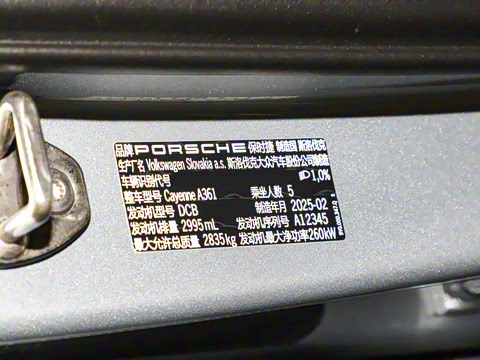 品牌 PORSCHE 保时捷 制造国 斯洛伐克
生产厂名 Volkswagen Slovakia a.s. 斯洛伐克大众汽车股份公司制造
车辆识别代号 1,0%
整车型号 Cayenne A361 乘坐人数 5
发动机型号 DCB 制造年月 2025-02
发动机排量 2995 mL 发动机序列号 A12345
最大允许总质量 2835 kg 发动机最大净功率 260kW